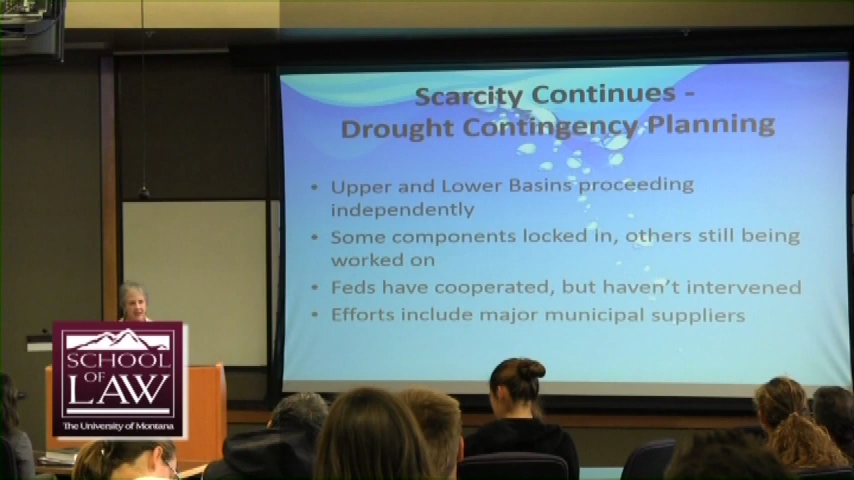 Scarcity Continues -
Drought Contingency Planning
• Upper and Lower Basins proceeding
independently
• Some components locked in, others still being
worked on
• Feds have cooperated, but haven't intervened
• Efforts include major municipal suppliers
SCHOOL
OF
LAW
The University of Montana